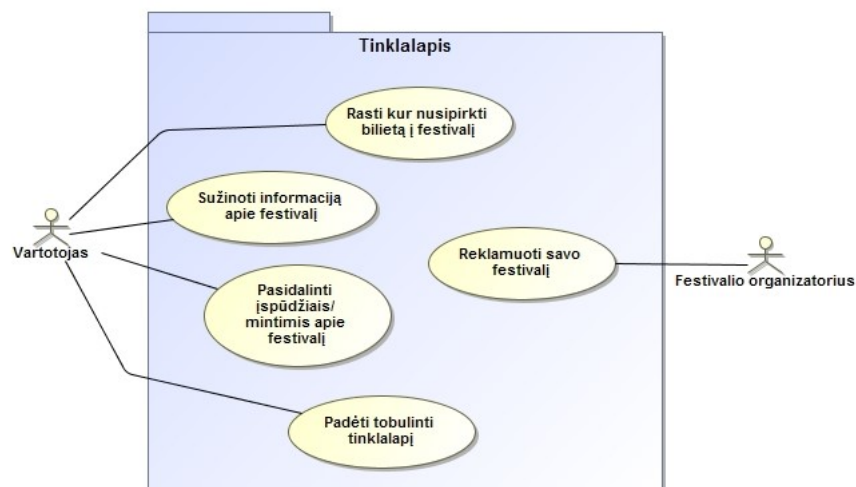 Tinklalapis
Rasti kur nusipirkti
bilietą į festivalį
Sužinoti informaciją
apie festivalį
Vartotojas
Reklamuoti savo
festivalį
Festivalio organizatorius
Pasidalinti
įspūdžiais/
mintimis apie
festivalį
Padėti tobulinti
tinklalapį